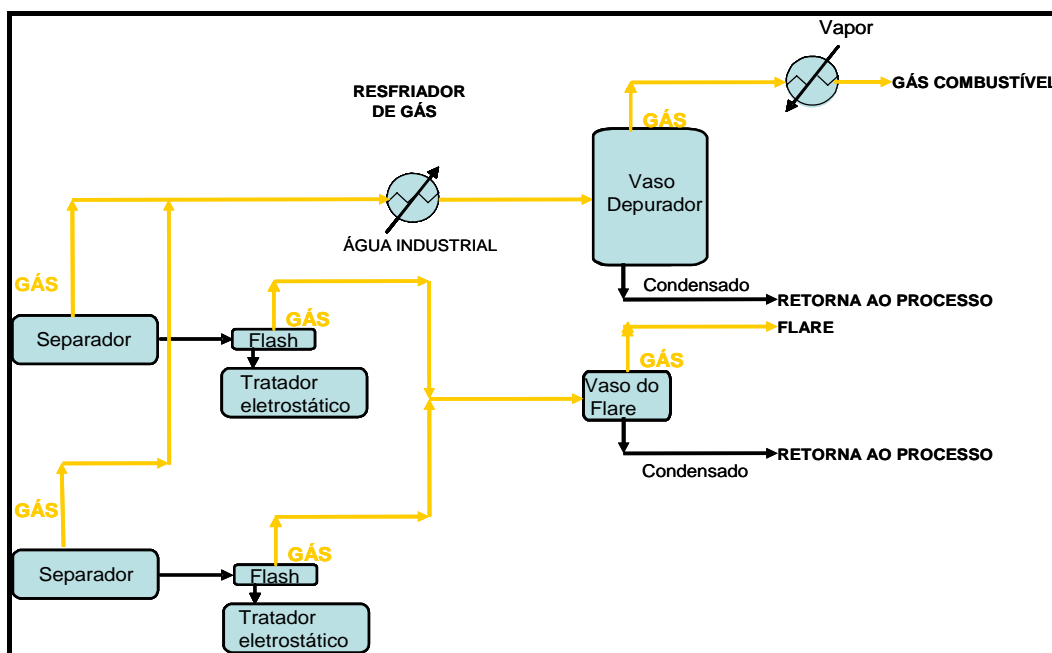 Vapor
RESFRIADOR
DE GÁS
GÁS COMBUSTÍVEL
GÁS
Vaso
Depurador
ÁGUA INDUSTRIAL
GÁS
Condensado
RETORNA AO PROCESSO
Separador
GÁS
Flash
FLARE
GÁS
Tratador
eletrostático
Vaso do
Flare
RETORNA AO PROCESSO
Condensado
GÁS
Separador
GÁS
Flash
Tratador
eletrostático